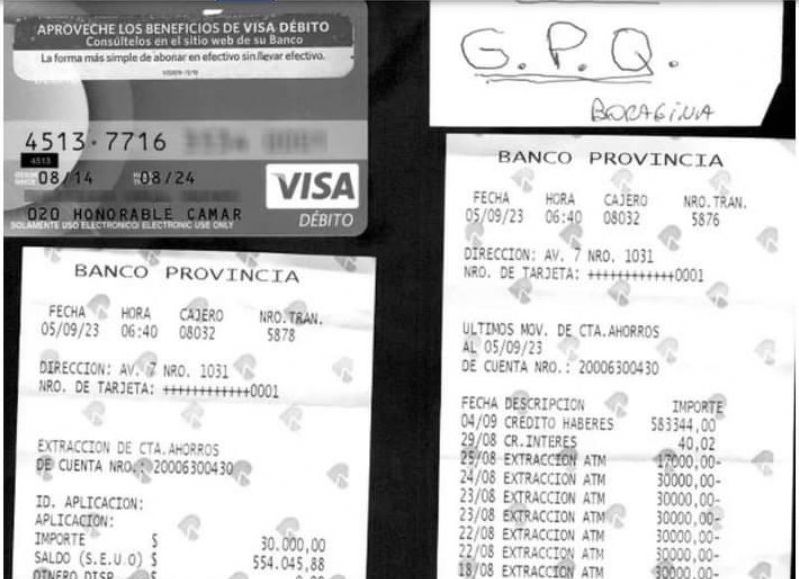 APROVECHE LOS BENEFICIOS DE VISA DÉBITO
Consúltelos en el sitio web de su Banco
La forma más simple de abonar en efectivo sin llevar efectivo.
4513 7716
4513
08/14 08/24
VISA
DÉBITO
020 HONORABLE CAMAR
SOLAMENTE USO ELECTRONICO/ELECTRONIC USE ONLY
G.P.Q.
BORAGINA
BANCO PROVINCIA
FECHA HORA CAJERO NRO.TRAN.
05/09/23 06:40 08032 5878
DIRECCION: AV. 7 NRO. 1031
NRO. DE TARJETA: ++++++++++++0001
EXTRACCION DE CTA.AHORROS
DE CUENTA NRO.: 20006300430
ID. APLICACION:
APLICACION:
IMPORTE $ 30.000,00
SALDO (S.E.U.O) $ 554.045,88
DINERO DISP. $ 0,00
BANCO PROVINCIA
FECHA HORA CAJERO NRO.TRAN.
05/09/23 06:40 08032 5876
DIRECCION: AV. 7 NRO. 1031
NRO. DE TARJETA: ++++++++++++0001
ULTIMOS MOV. DE CTA.AHORROS
AL 05/09/23
DE CUENTA NRO.: 20006300430
FECHA DESCRIPCION IMPORTE
04/09 CREDITO HABERES 583344,00
29/08 CR.INTERES 40,02
25/08 EXTRACCION ATM 17000,00-
24/08 EXTRACCION ATM 30000,00-
23/08 EXTRACCION ATM 30000,00-
23/08 EXTRACCION ATM 30000,00-
22/08 EXTRACCION ATM 30000,00-
22/08 EXTRACCION ATM 30000,00-
18/08 EXTRACCION ATM 30000,00-